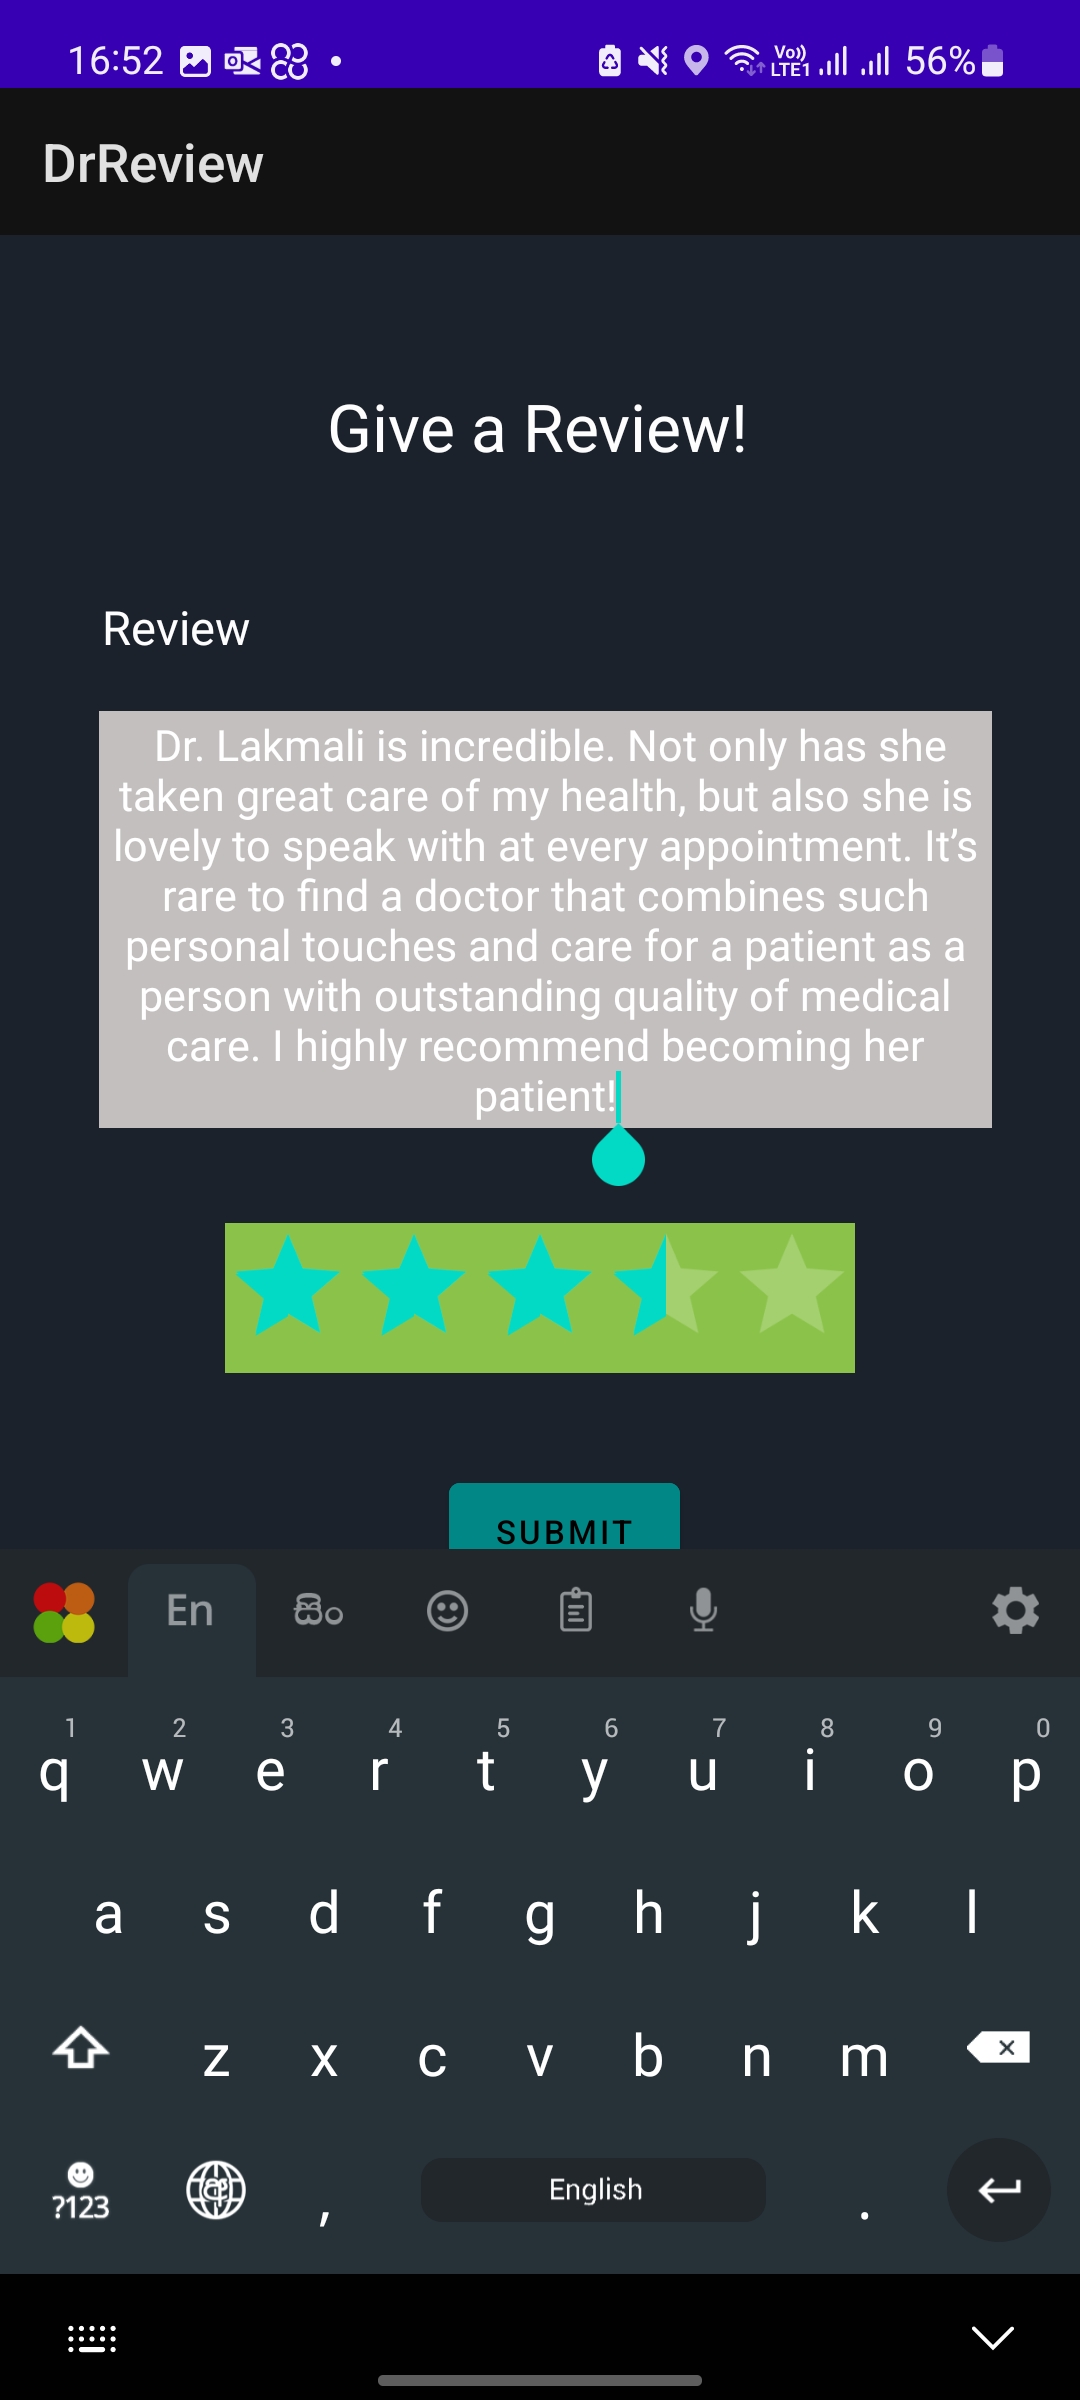 16:52 Vo)) LTE1 56%
DrReview
Give a Review!
Review
Dr. Lakmali is incredible. Not only has she
taken great care of my health, but also she is
lovely to speak with at every appointment. It’s
rare to find a doctor that combines such
personal touches and care for a patient as a
person with outstanding quality of medical
care. I highly recommend becoming her
patient!
SUBMIT
En සිං
1 2 3 4 5 6 7 8 9 0
q w e r t y u i o p
a s d f g h j k l
z x c v b n m
?123 , English .